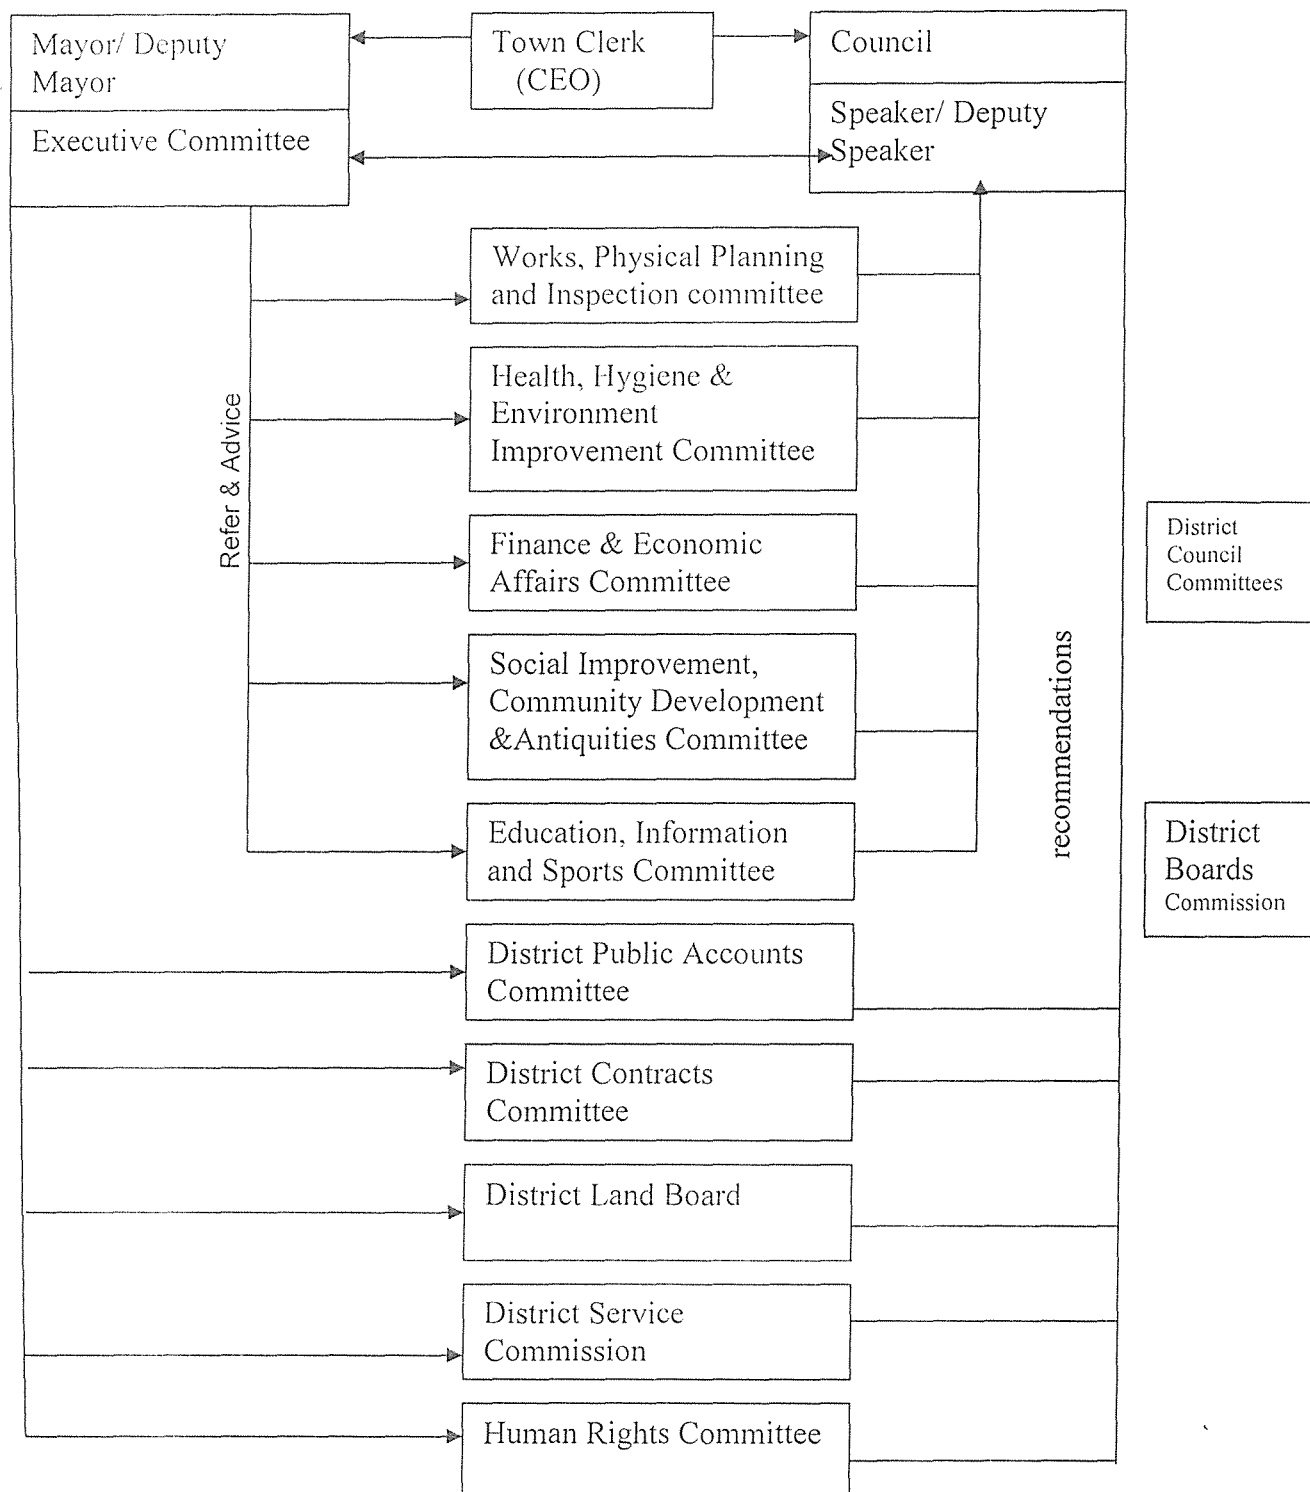 Mayor/ Deputy
Mayor
Executive Committee
Town Clerk
(CEO)
Council
Speaker/ Deputy
Speaker
Refer & Advice
Works, Physical Planning
and Inspection committee
Health, Hygiene &
Environment
Improvement Committee
Finance & Economic
Affairs Committee
Social Improvement,
Community Development
&Antiquities Committee
Education, Information
and Sports Committee
District Public Accounts
Committee
District Contracts
Committee
District Land Board
District Service
Commission
Human Rights Committee
recommendations
District
Council
Committees
District
Boards
Commission